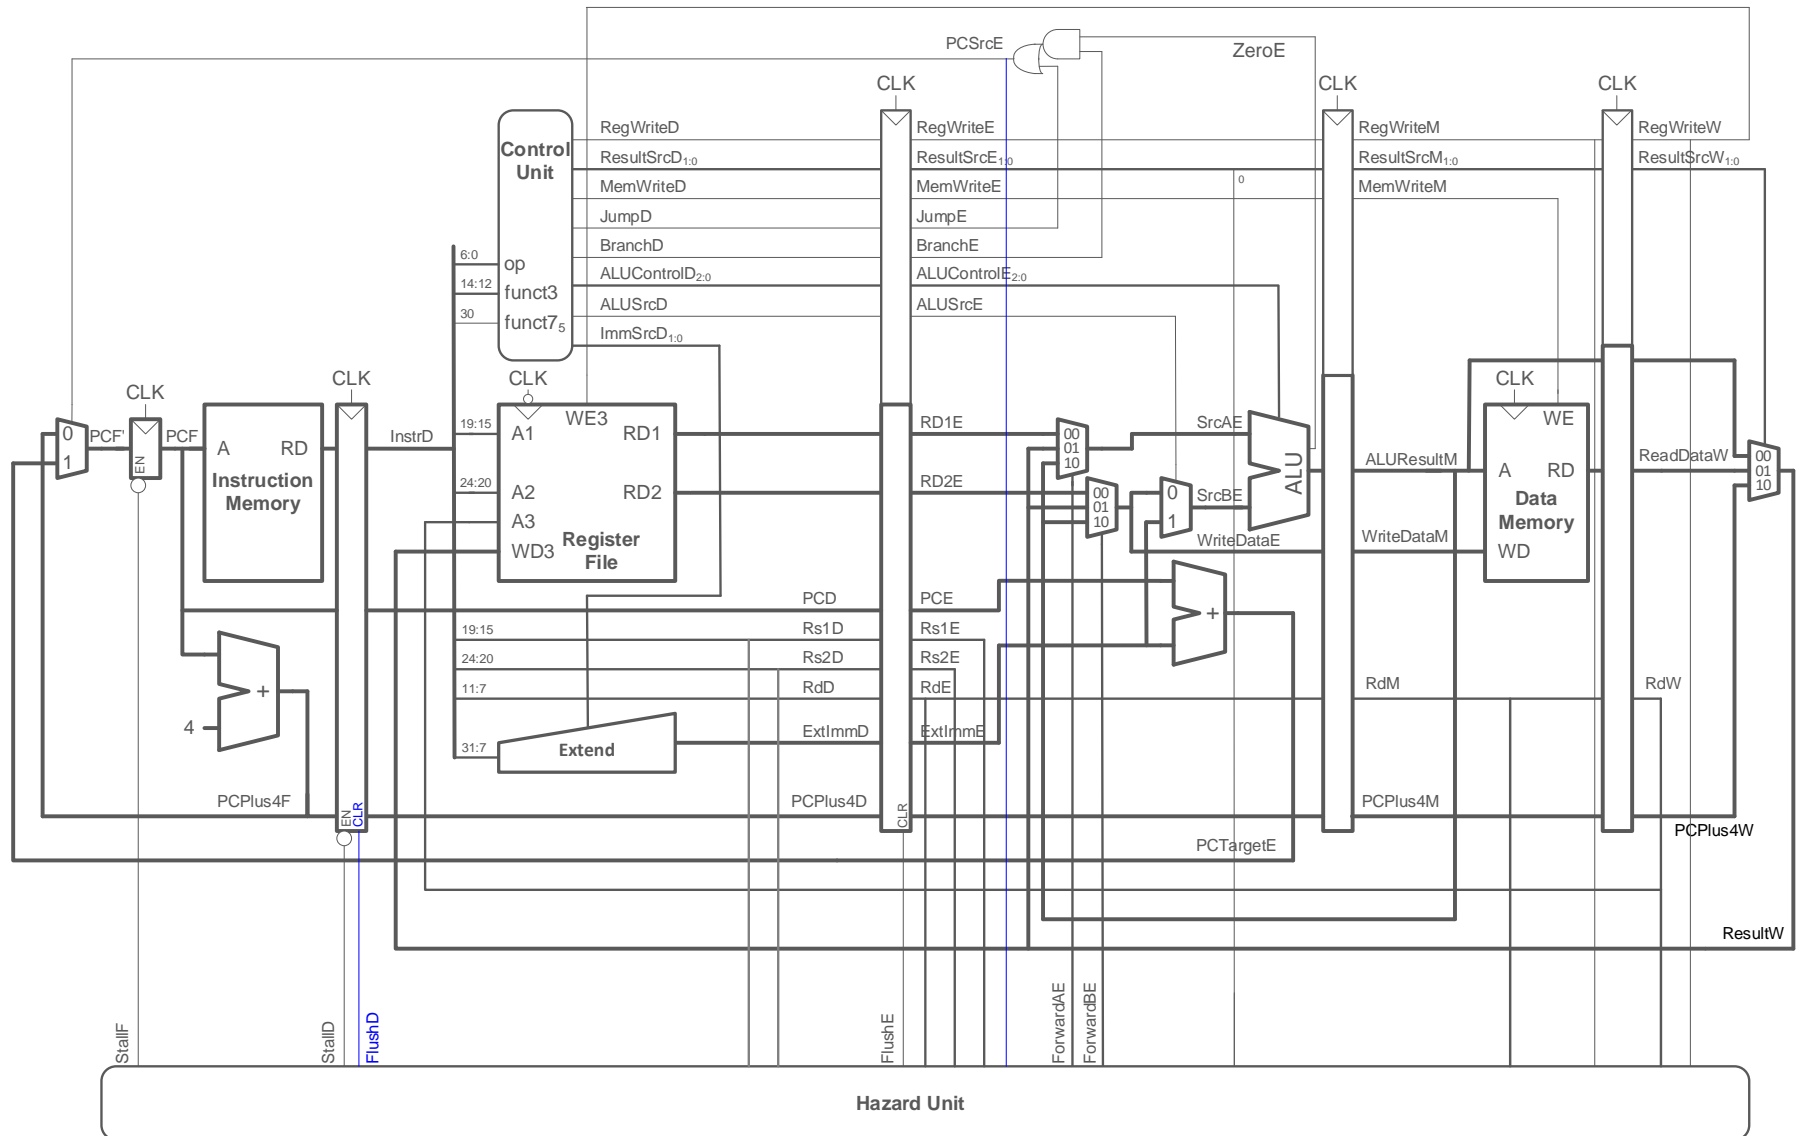 PCSrcE
ZeroE
CLK
CLK
CLK
Control
Unit
RegWriteD
ResultSrcD1:0
MemWriteD
JumpD
BranchD
ALUControlD2:0
ALUSrcD
ImmSrcD1:0
RegWriteE
ResultSrcE1:0
MemWriteE
JumpE
BranchE
ALUControlE2:0
ALUSrcE
0
RegWriteM
ResultSrcM1:0
MemWriteM
RegWriteW
ResultSrcW1:0
6:0
op
14:12
funct3
30
funct75
CLK
CLK
CLK
CLK
0
1
PCF'
EN
PCF
A
RD
Instruction
Memory
InstrD
19:15
24:20
A1
A2
A3
WD3
WE3
RD1
RD2
Register
File
RD1E
RD2E
00
01
10
00
01
10
0
1
SrcAE
SrcBE
ALU
WriteDataE
ALUResultM
WriteDataM
A
RD
WE
WD
Data
Memory
ReadDataW
00
01
10
PCD
PCE
+
19:15
Rs1D
Rs1E
24:20
Rs2D
Rs2E
11:7
RdD
RdE
RdM
RdW
4
+
31:7
Extend
ExtImmD
ExtImmE
PCPlus4F
EN
CLR
PCPlus4D
CLR
PCPlus4M
PCPlus4W
PCTargetE
ResultW
StallF
StallD
FlushD
FlushE
ForwardAE
ForwardBE
Hazard Unit